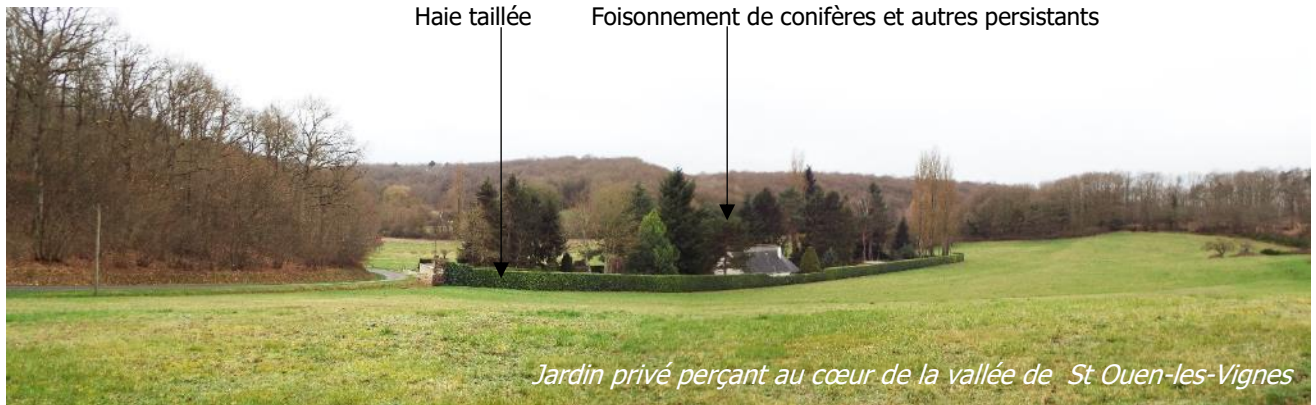 Haie taillée
Foisonnement de conifères et autres persistants
Jardin privé perçant au cœur de la vallée de St Ouen-les-Vignes